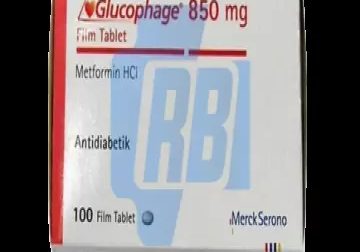 Glucophage® 850 mg
Film Tablet
Metformin HCl
RB
Antidiabetik
100 Film Tablet
MerckSerono